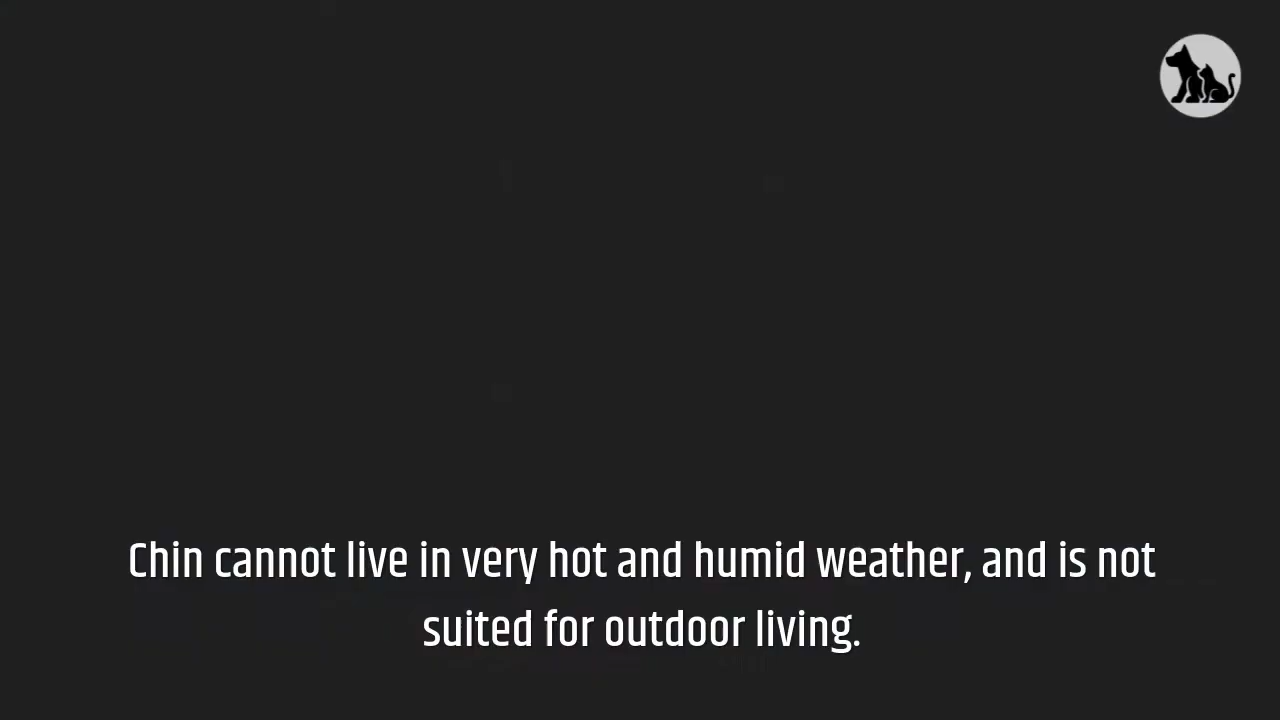 Chin cannot live in very hot and humid weather, and is not
suited for outdoor living.